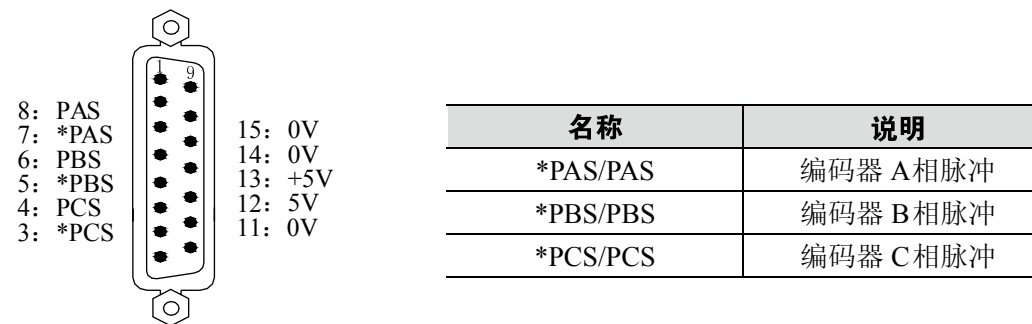 1 9
8：PAS
7：*PAS
6：PBS
5：*PBS
4：PCS
3：*PCS
15：0V
14：0V
13：+5V
12：5V
11：0V
名称 说明
*PAS/PAS 编码器 A相脉冲
*PBS/PBS 编码器 B相脉冲
*PCS/PCS 编码器 C相脉冲